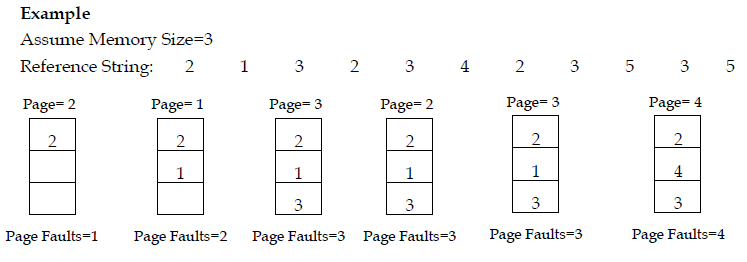 Example
Assume Memory Size=3
Reference String: 2 1 3 2 3 4 2 3 5 3 5
Page= 2 Page= 1 Page= 3 Page= 2 Page= 3 Page= 4
2 2 2 2 2 2
1 1 1 1 4
3 3 3 3
Page Faults=1 Page Faults=2 Page Faults=3 Page Faults=3 Page Faults=3 Page Faults=4